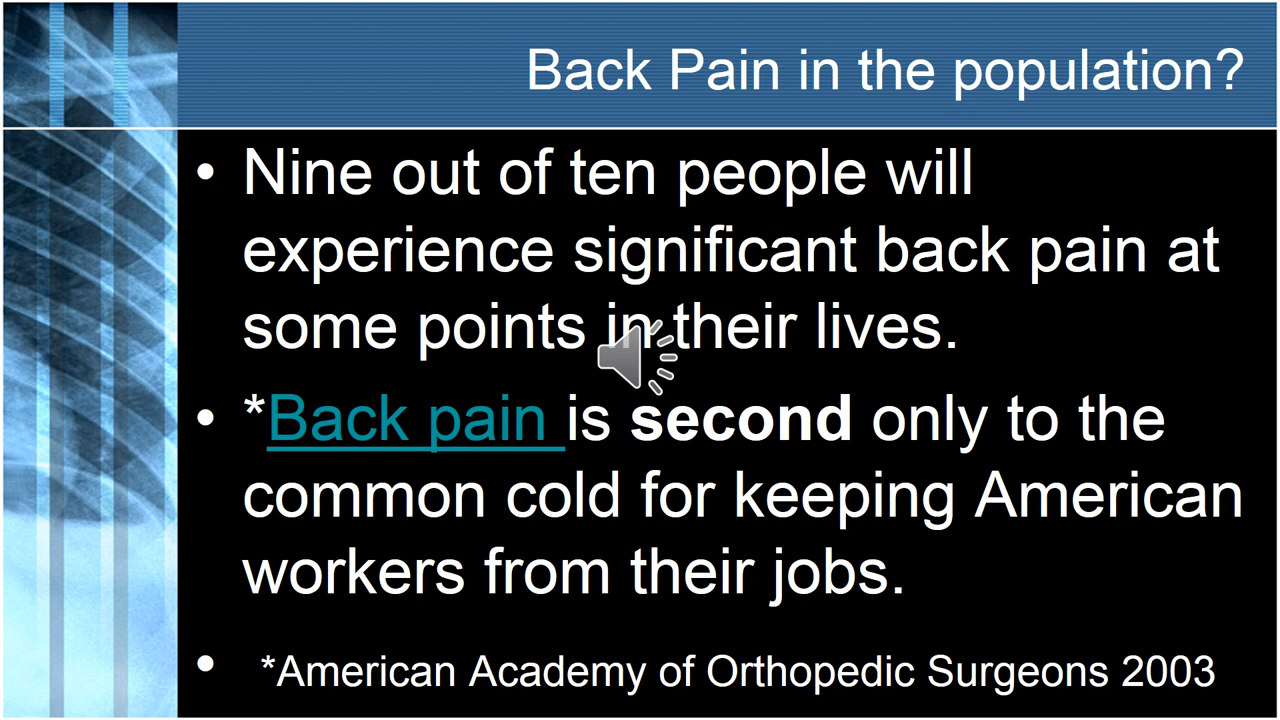 Back Pain in the population?
• Nine out of ten people will
experience significant back pain at
some points in their lives.
• *Back pain is second only to the
common cold for keeping American
workers from their jobs.
• *American Academy of Orthopedic Surgeons 2003